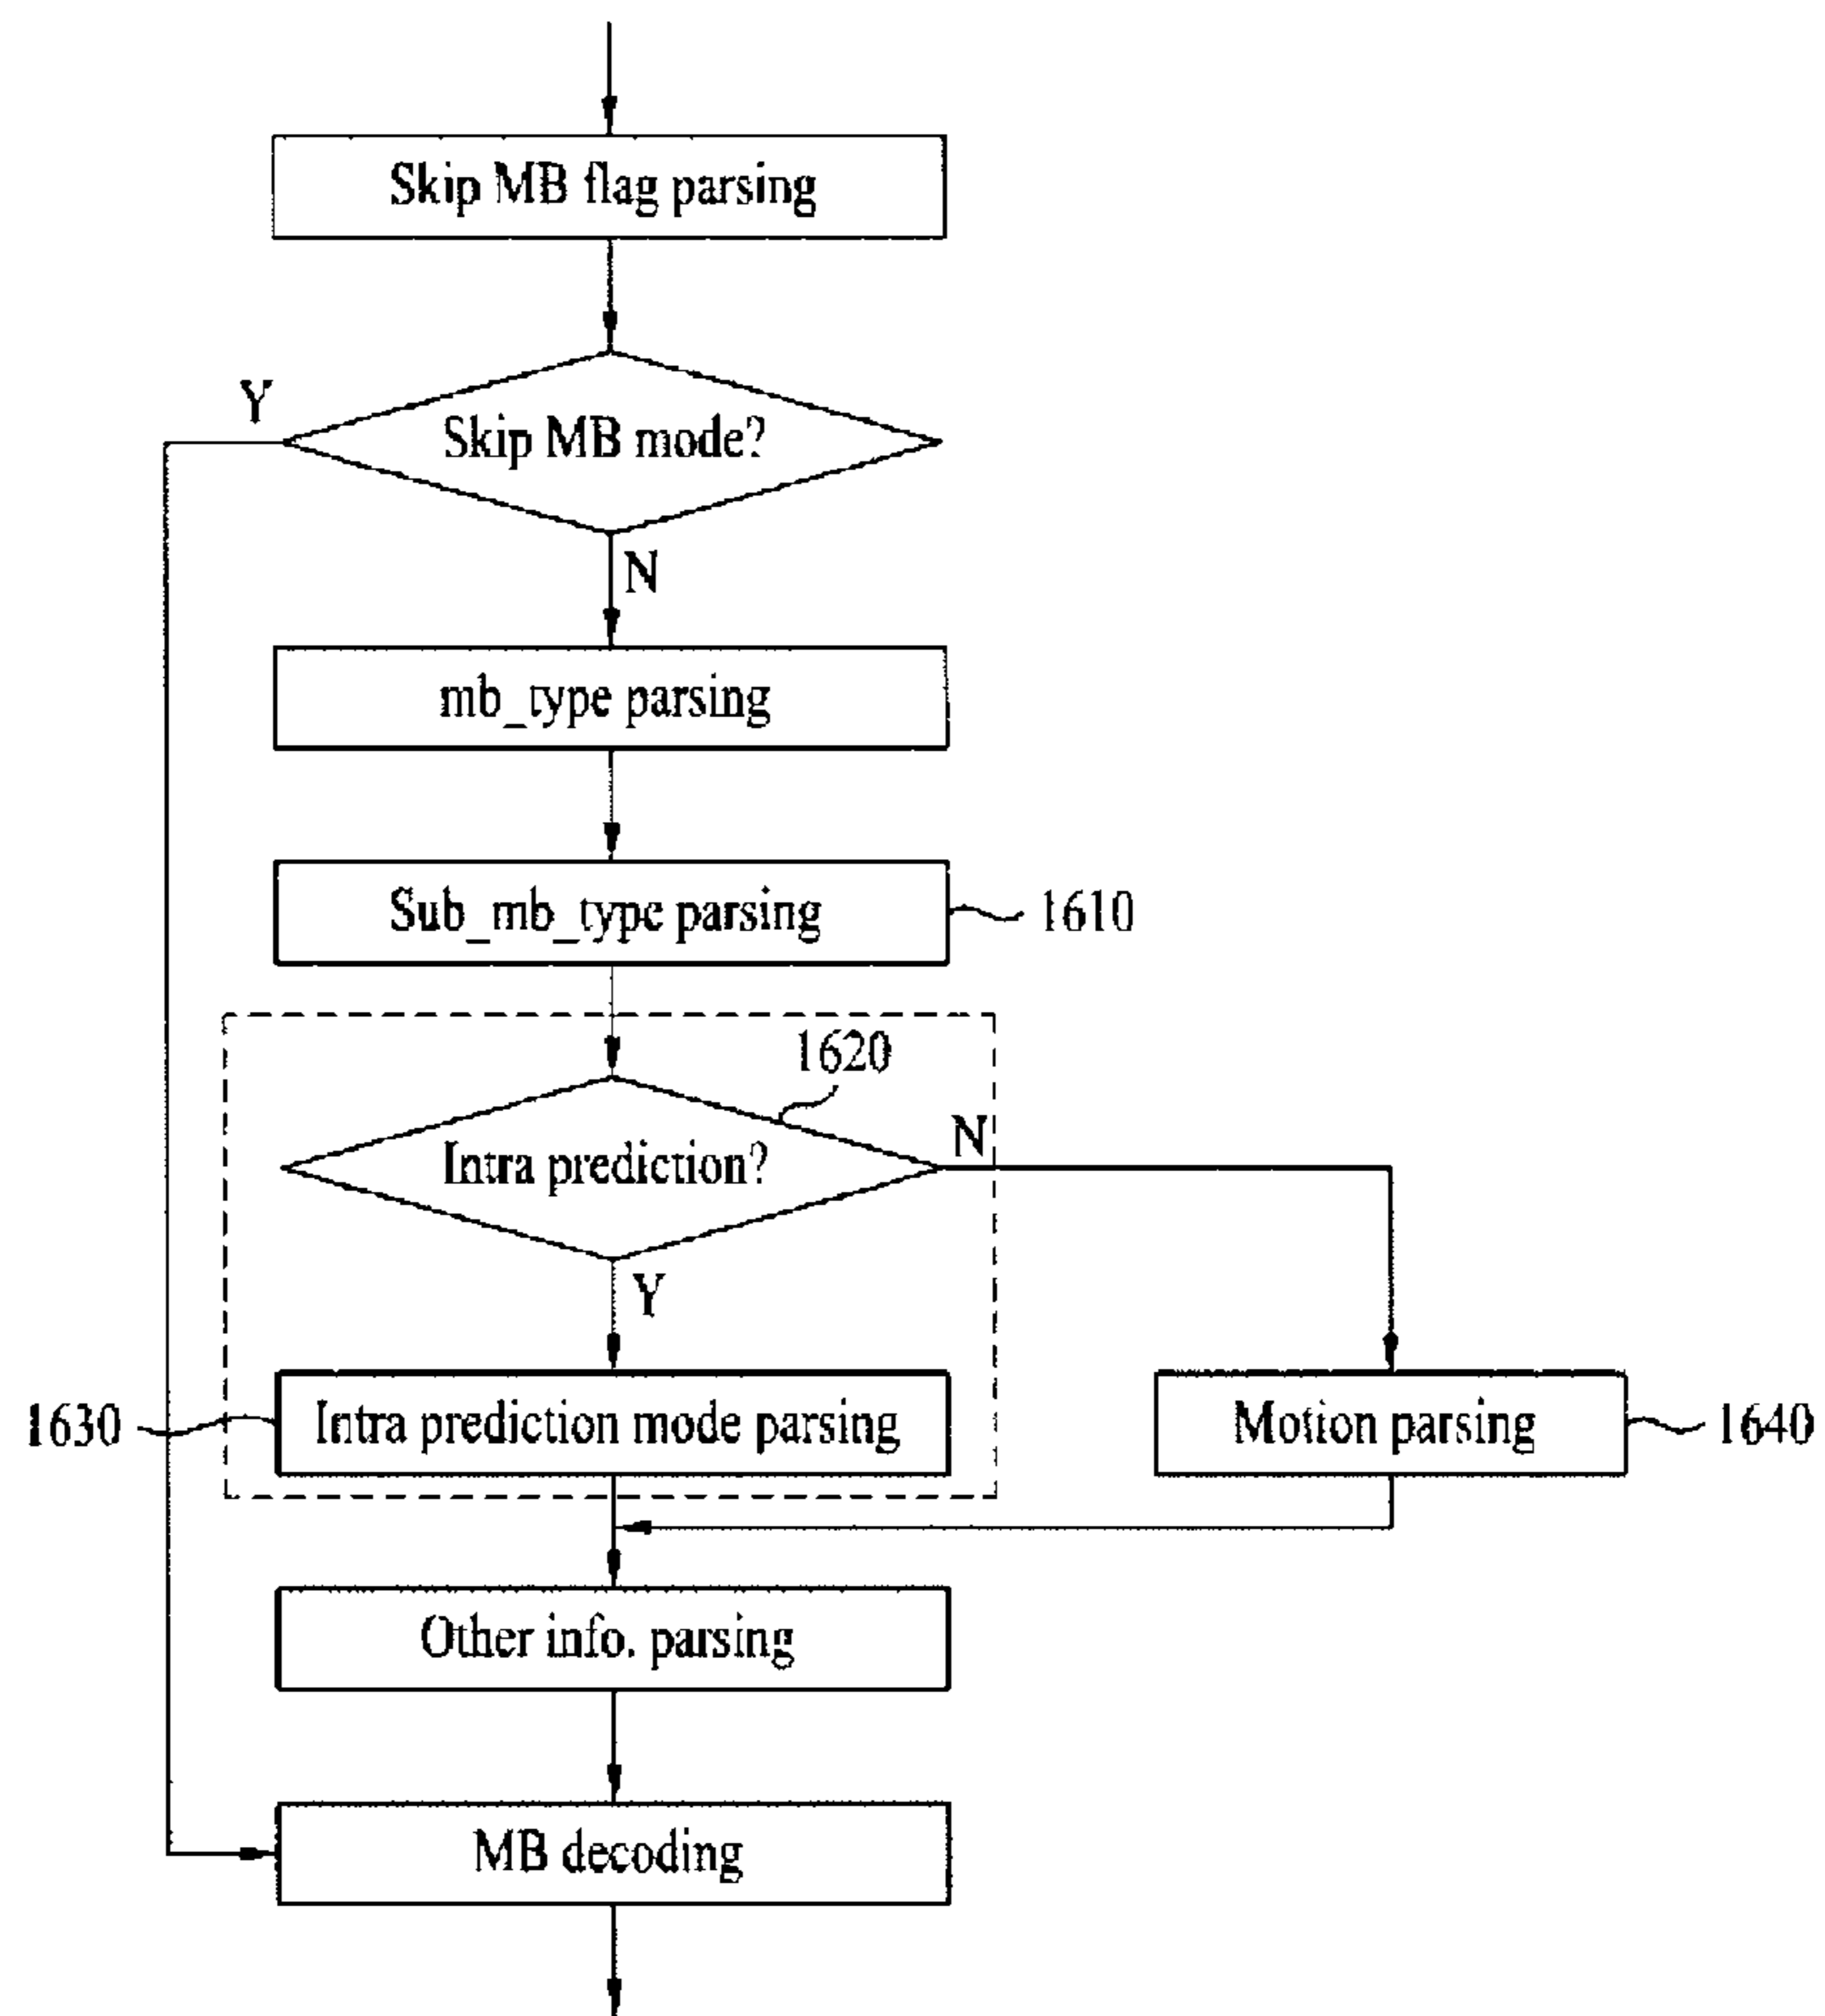 Skip MB flag parsing
Y
Skip MB mode?
N
mb_type parsing
Sub_mb_type parsing
1610
1620
Intra prediction?
N
Y
1630
Intra prediction mode parsing
Motion parsing
1640
Other info. parsing
MB decoding